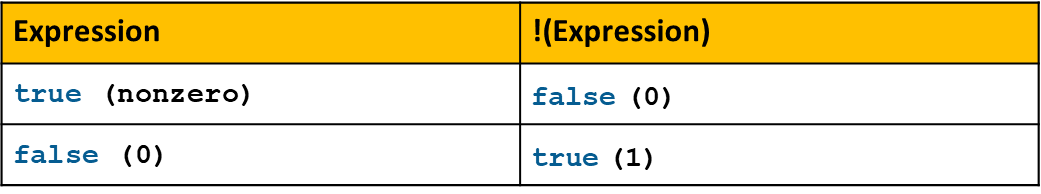 Expression !(Expression)
true (nonzero) false (0)
false (0) true (1)